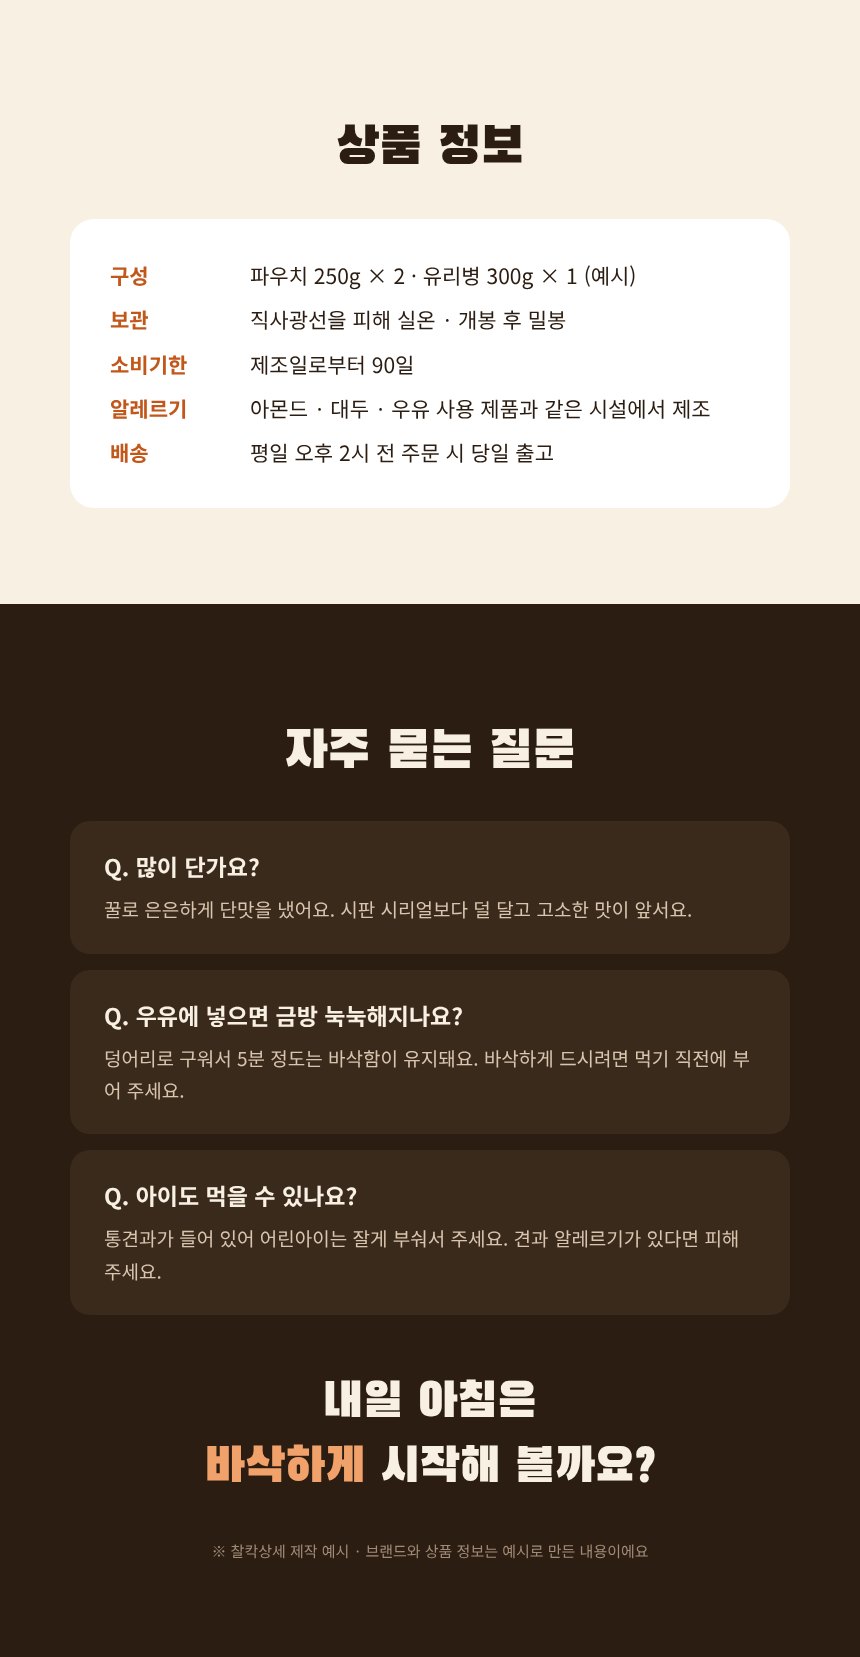 상품 정보
구성 파우치 250g × 2 · 유리병 300g × 1 (예시)
보관 직사광선을 피해 실온 · 개봉 후 밀봉
소비기한 제조일로부터 90일
알레르기 아몬드 · 대두 · 우유 사용 제품과 같은 시설에서 제조
배송 평일 오후 2시 전 주문 시 당일 출고
자주 묻는 질문
Q. 많이 단가요?
꿀로 은은하게 단맛을 냈어요. 시판 시리얼보다 덜 달고 고소한 맛이 앞서요.
Q. 우유에 넣으면 금방 눅눅해지나요?
덩어리로 구워서 5분 정도는 바삭함이 유지돼요. 바삭하게 드시려면 먹기 직전에 부
어 주세요.
Q. 아이도 먹을 수 있나요?
통견과가 들어 있어 어린아이는 잘게 부숴서 주세요. 견과 알레르기가 있다면 피해
주세요.
내일 아침은
바삭하게 시작해 볼까요?
※ 찰칵상세 제작 예시 · 브랜드와 상품 정보는 예시로 만든 내용이에요